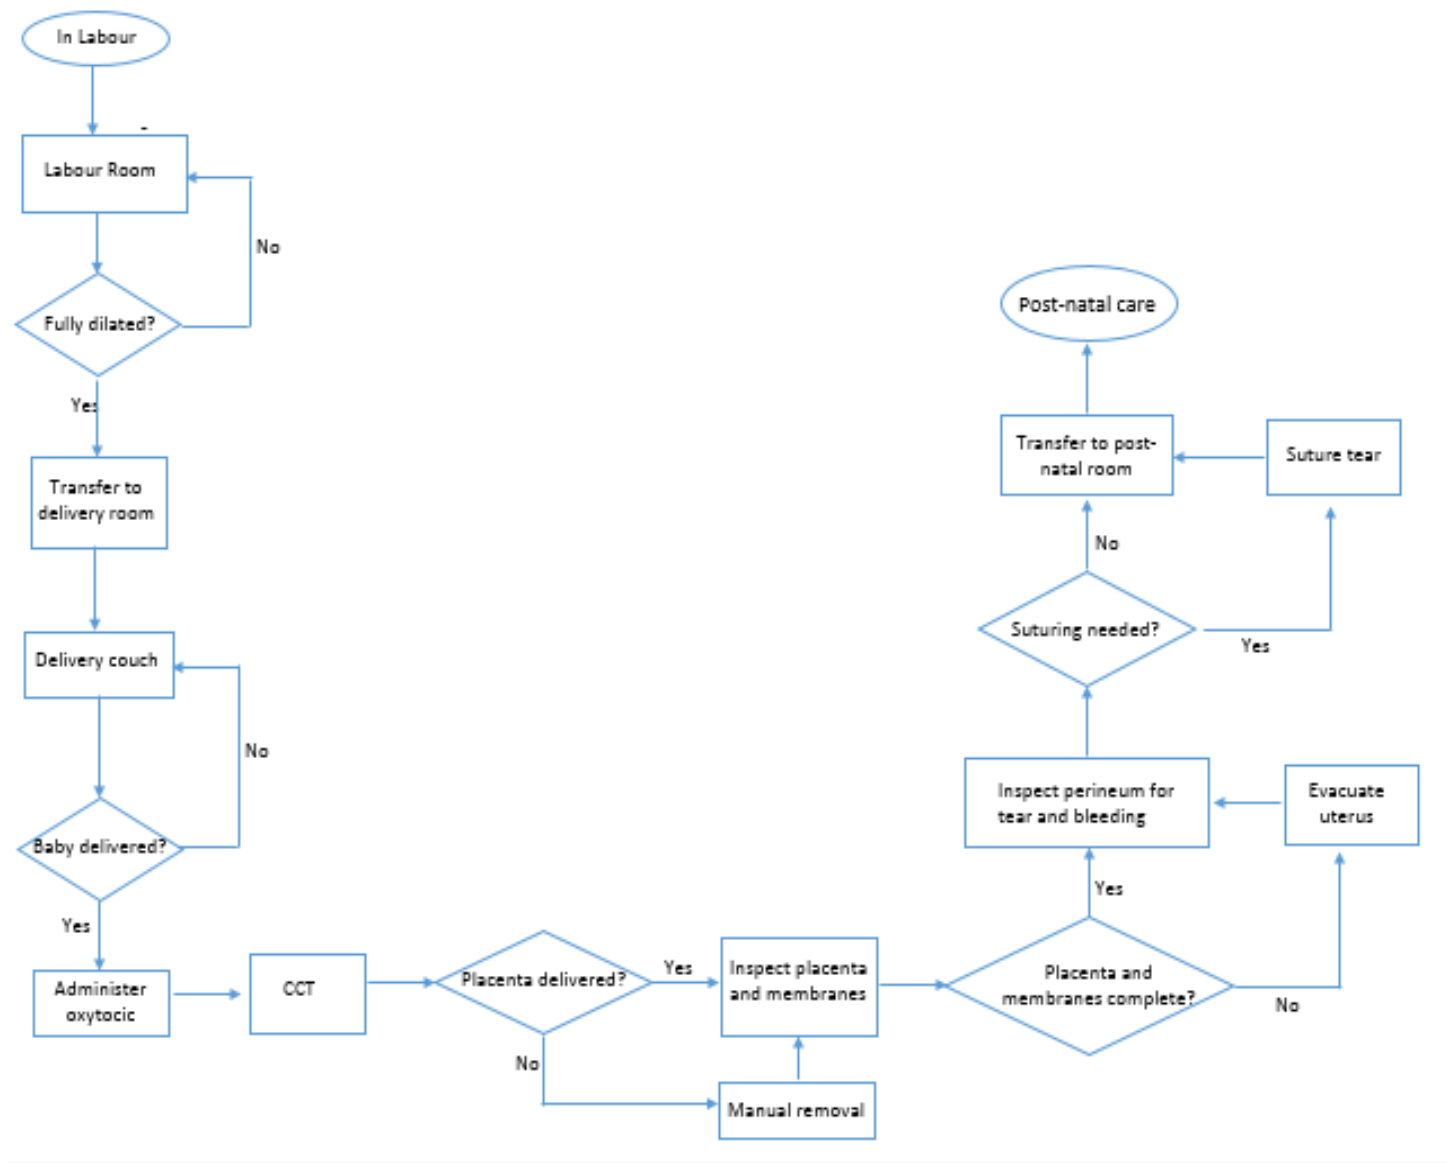 In Labour
-
Labour Room
No
Fully dilated?
Yes
Transfer to
delivery room
Delivery couch
No
Baby delivered?
Yes
Administer
oxytocic
CCT
Placenta delivered?
Yes
No
Inspect placenta
and membranes
Manual removal
Placenta and
membranes complete?
Yes
No
Evacuate
uterus
Inspect perineum for
tear and bleeding
Suturing needed?
No
Yes
Suture tear
Transfer to post-
natal room
Post-natal care